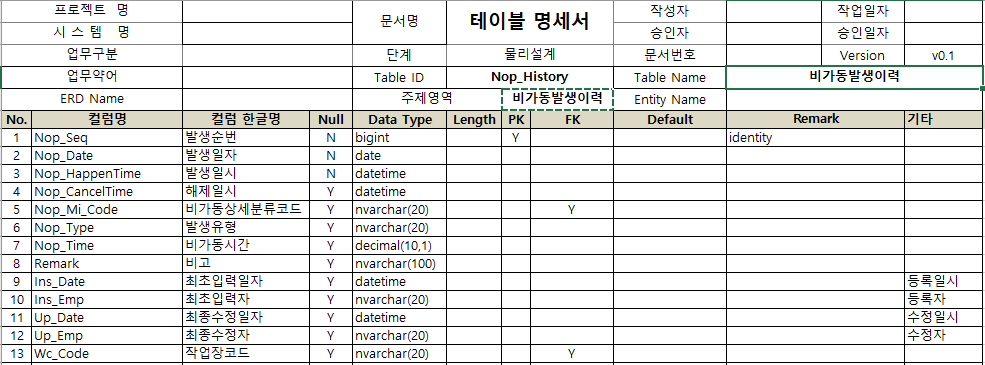 프로젝트 명 문서명 테이블 명세서 작성자 작업일자
시 스 템 명 승인자 승인일자
업무구분 단계 물리설계 문서번호 Version v0.1
업무약어 Table ID Nop_History Table Name 비가동발생이력
ERD Name 주제영역 비가동발생이력 Entity Name
No. 컬럼명 컬럼 한글명 Null Data Type Length PK FK Default Remark 기타
1 Nop_Seq 발생순번 N bigint Y identity
2 Nop_Date 발생일자 N date
3 Nop_HappenTime 발생일시 N datetime
4 Nop_CancelTime 해제일시 Y datetime
5 Nop_Mi_Code 비가동상세분류코드 Y nvarchar(20) Y
6 Nop_Type 발생유형 Y nvarchar(20)
7 Nop_Time 비가동시간 Y decimal(10,1)
8 Remark 비고 Y nvarchar(100)
9 Ins_Date 최초입력일자 Y datetime 등록일시
10 Ins_Emp 최초입력자 Y nvarchar(20) 등록자
11 Up_Date 최종수정일자 Y datetime 수정일시
12 Up_Emp 최종수정자 Y nvarchar(20) 수정자
13 Wc_Code 작업장코드 Y nvarchar(20) Y